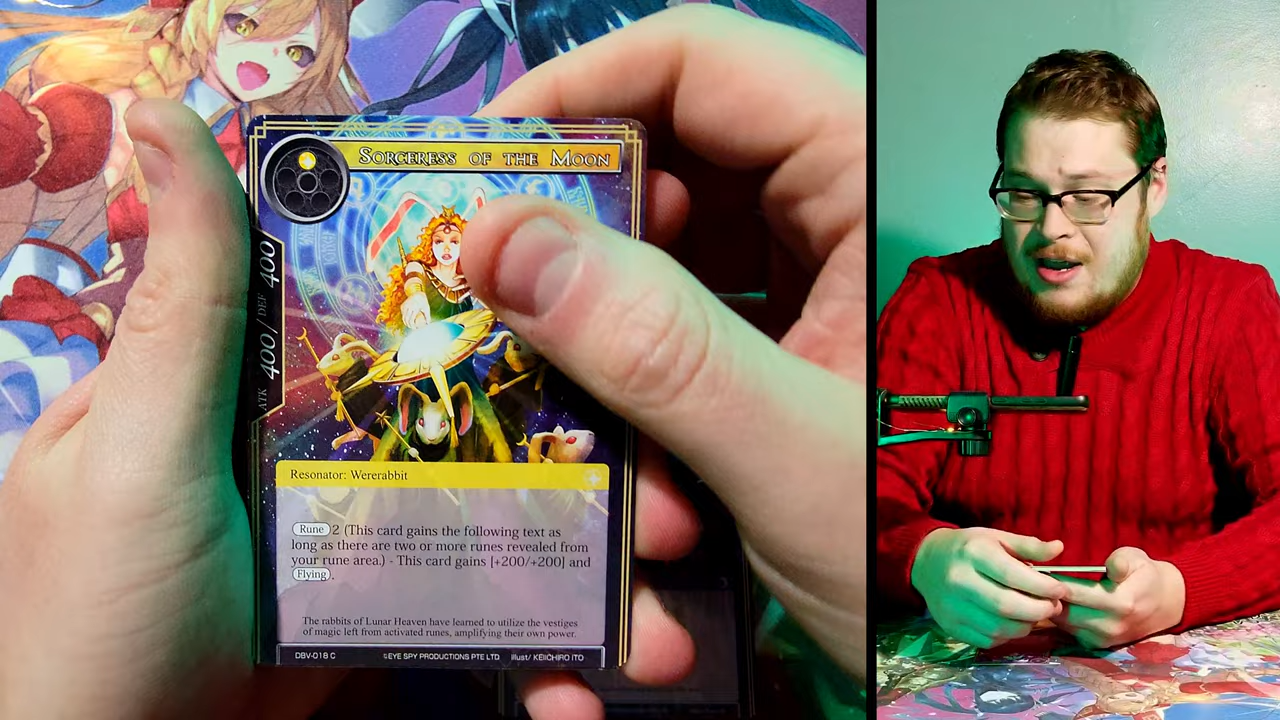 Sorceress of the Moon
ATK 400/DEF 400
Resonator: Wererabbit
Rune 2 (This card gains the following text as
long as there are two or more runes revealed from
your rune area.) - This card gains [+200/+200] and
Flying.
The rabbits of Lunar Heaven have learned to utilize the vestiges
of magic left from activated runes, amplifying their own power.
DBV-018 C ©EYE SPY PRODUCTIONS PTE LTD illust/ KEIICHIRO ITO